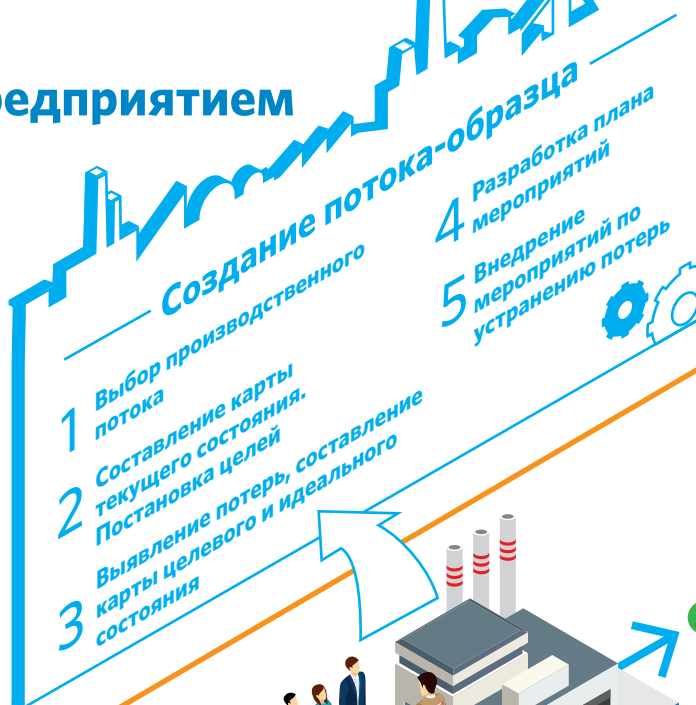 редприятием
Создание потока-образца
1 Выбор производственного
потока
2 Составление карты
текущего состояния.
Постановка целей
3 Выявление потерь, составление
карты целевого и идеального
состояния
4 Разработка плана
мероприятий
5 Внедрение
мероприятий по
устранению потерь